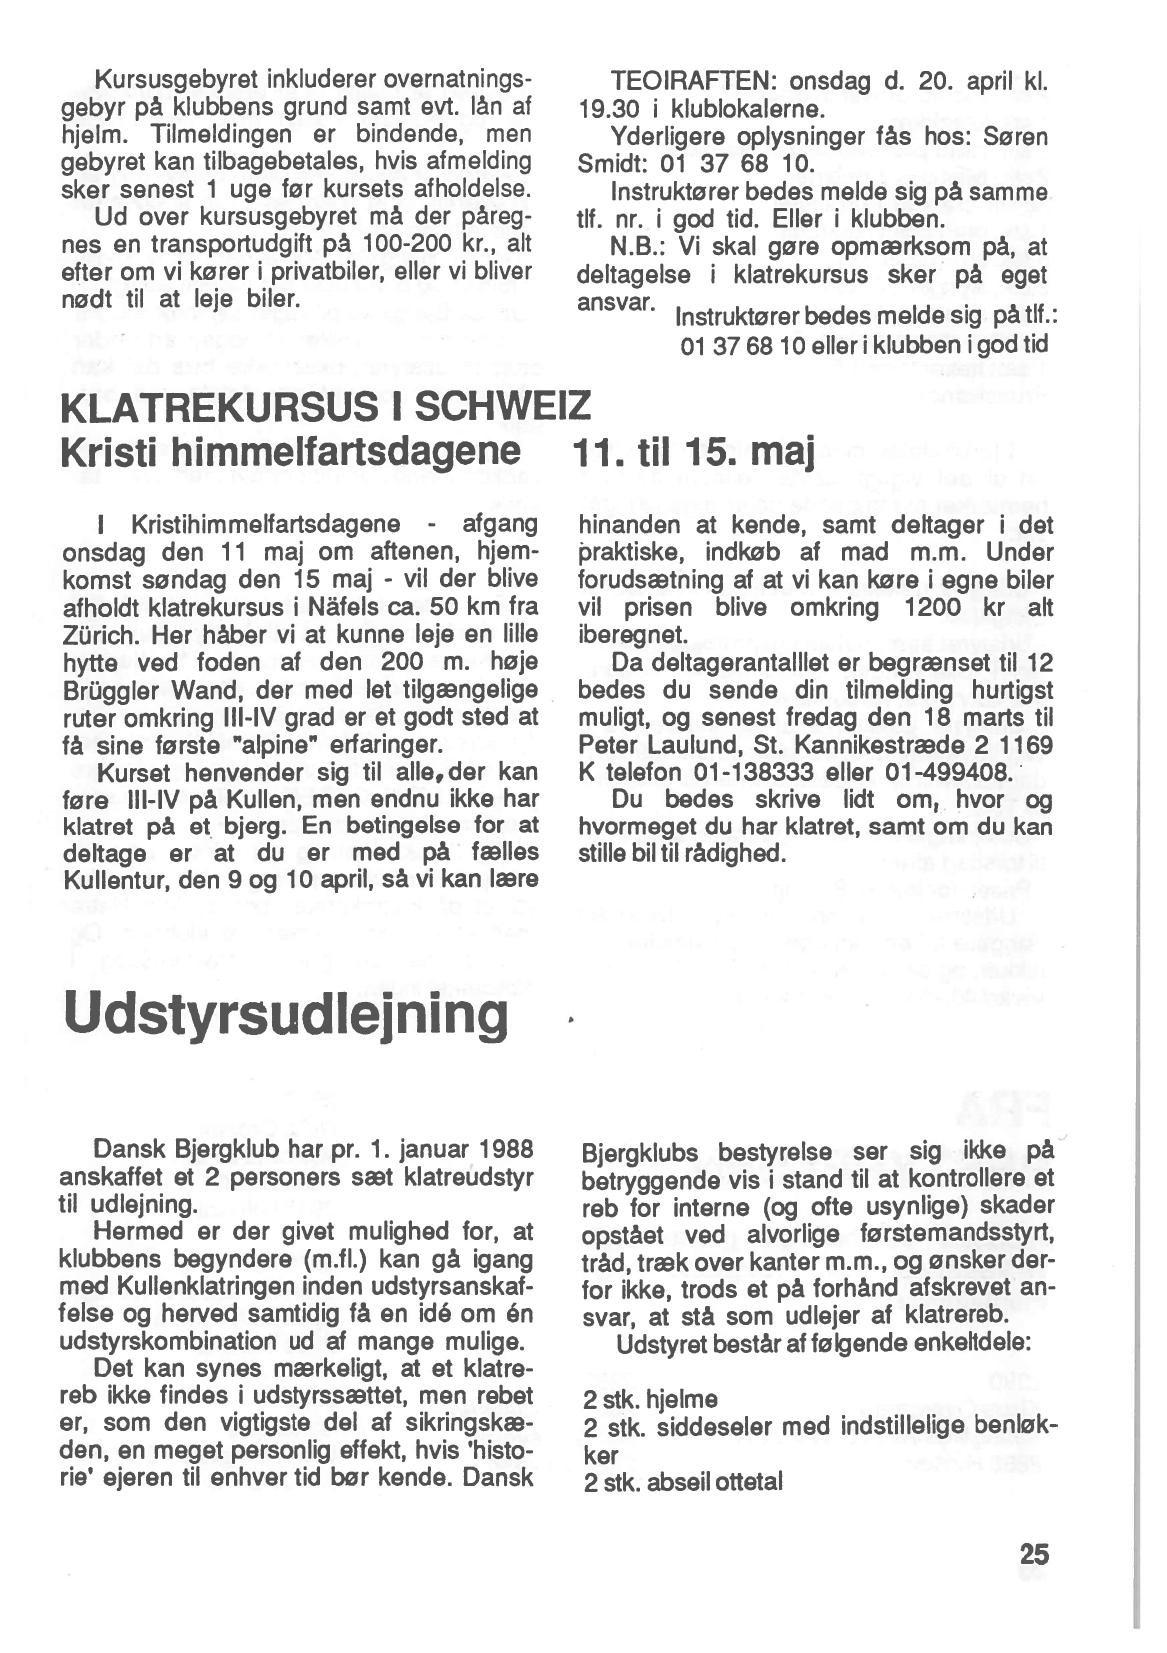 Kursusgebyret inkluderer overnatnings-
gebyr på klubbens grund samt evt. lån af
hjelm. Tilmeldingen er bindende, men
gebyret kan tilbagebetales, hvis afmelding
sker senest 1 uge før kursets afholdelse.
Ud over kursusgebyret må der påreg-
nes en transportudgift på 100-200 kr., alt
efter om vi kører i privatbiler, eller vi bliver
nødt til at leje biler.
TEOIRAFTEN: onsdag d. 20. april kl.
19.30 i klublokalerne.
Yderligere oplysninger fås hos: Søren
Smidt: 01 37 68 10.
Instruktører bedes melde sig på samme
tlf. nr. i god tid. Eller i klubben.
N.B.: Vi skal gøre opmærksom på, at
deltagelse i klatrekursus sker på eget
ansvar.
Instruktører bedes melde sig på tlf.:
01 37 68 10 eller i klubben i god tid
KLATREKURSUS I SCHWEIZ
Kristi himmelfartsdagene 11. til 15. maj
I Kristihimmelfartsdagene - afgang
onsdag den 11 maj om aftenen, hjem-
komst søndag den 15 maj - vil der blive
afholdt klatrekursus i Näfels ca. 50 km fra
Zürich. Her håber vi at kunne leje en lille
hytte ved foden af den 200 m. høje
Brüggler Wand, der med let tilgængelige
ruter omkring III-IV grad er et godt sted at
få sine første "alpine" erfaringer.
Kurset henvender sig til alle, der kan
føre III-IV på Kullen, men endnu ikke har
klatret på et bjerg. En betingelse for at
deltage er at du er med på fælles
Kullentur, den 9 og 10 april, så vi kan lære
hinanden at kende, samt deltager i det
praktiske, indkøb af mad m.m. Under
forudsætning af at vi kan køre i egne biler
vil prisen blive omkring 1200 kr alt
iberegnet.
Da deltagerantalllet er begrænset til 12
bedes du sende din tilmelding hurtigst
muligt, og senest fredag den 18 marts til
Peter Laulund, St. Kannikestræde 2 1169
K telefon 01-138333 eller 01-499408.
Du bedes skrive lidt om, hvor og
hvormeget du har klatret, samt om du kan
stille bil til rådighed.
Udstyrsudlejning
Dansk Bjergklub har pr. 1. januar 1988
anskaffet et 2 personers sæt klatreudstyr
til udlejning.
Hermed er der givet mulighed for, at
klubbens begyndere (m.fl.) kan gå igang
med Kullenklatringen inden udstyrsanskaf-
felse og herved samtidig få en idé om én
udstyrskombination ud af mange mulige.
Det kan synes mærkeligt, at et klatre-
reb ikke findes i udstyrssættet, men rebet
er, som den vigtigste del af sikringskæ-
den, en meget personlig effekt, hvis 'histo-
rie' ejeren til enhver tid bør kende. Dansk
Bjergklubs bestyrelse ser sig ikke på
betryggende vis i stand til at kontrollere et
reb for interne (og ofte usynlige) skader
opstået ved alvorlige førstemandsstyrt,
tråd, træk over kanter m.m., og ønsker der-
for ikke, trods et på forhånd afskrevet an-
svar, at stå som udlejer af klatrereb.
Udstyret består af følgende enkeltdele:
2 stk. hjelme
2 stk. siddeseler med indstillelige benløk-
ker
2 stk. abseil ottetal
25